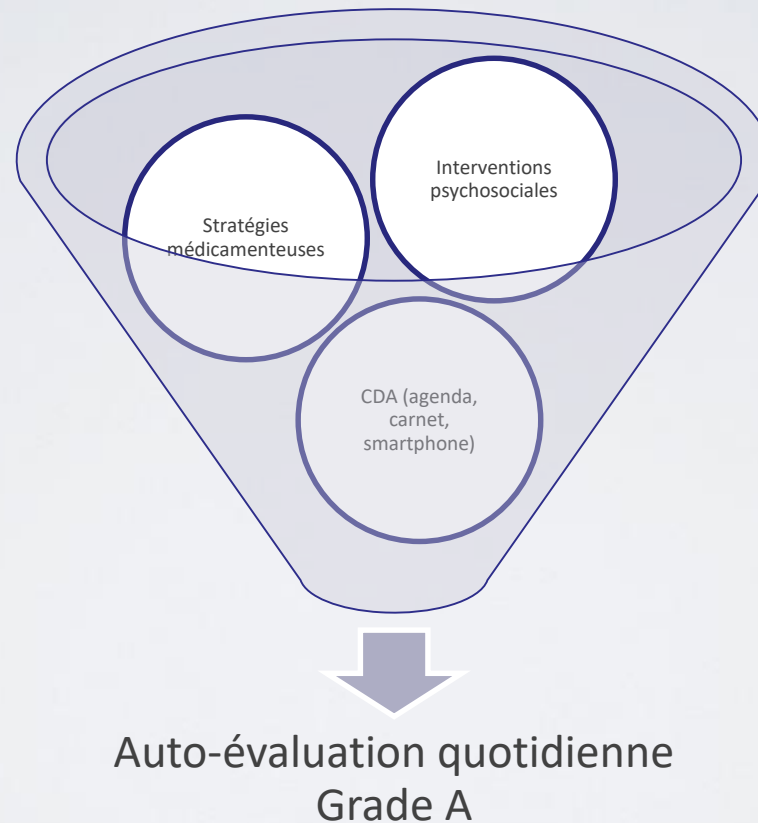 Interventions
psychosociales
Stratégies
médicamenteuses
CDA (agenda,
carnet,
smartphone)
Auto-évaluation quotidienne
Grade A